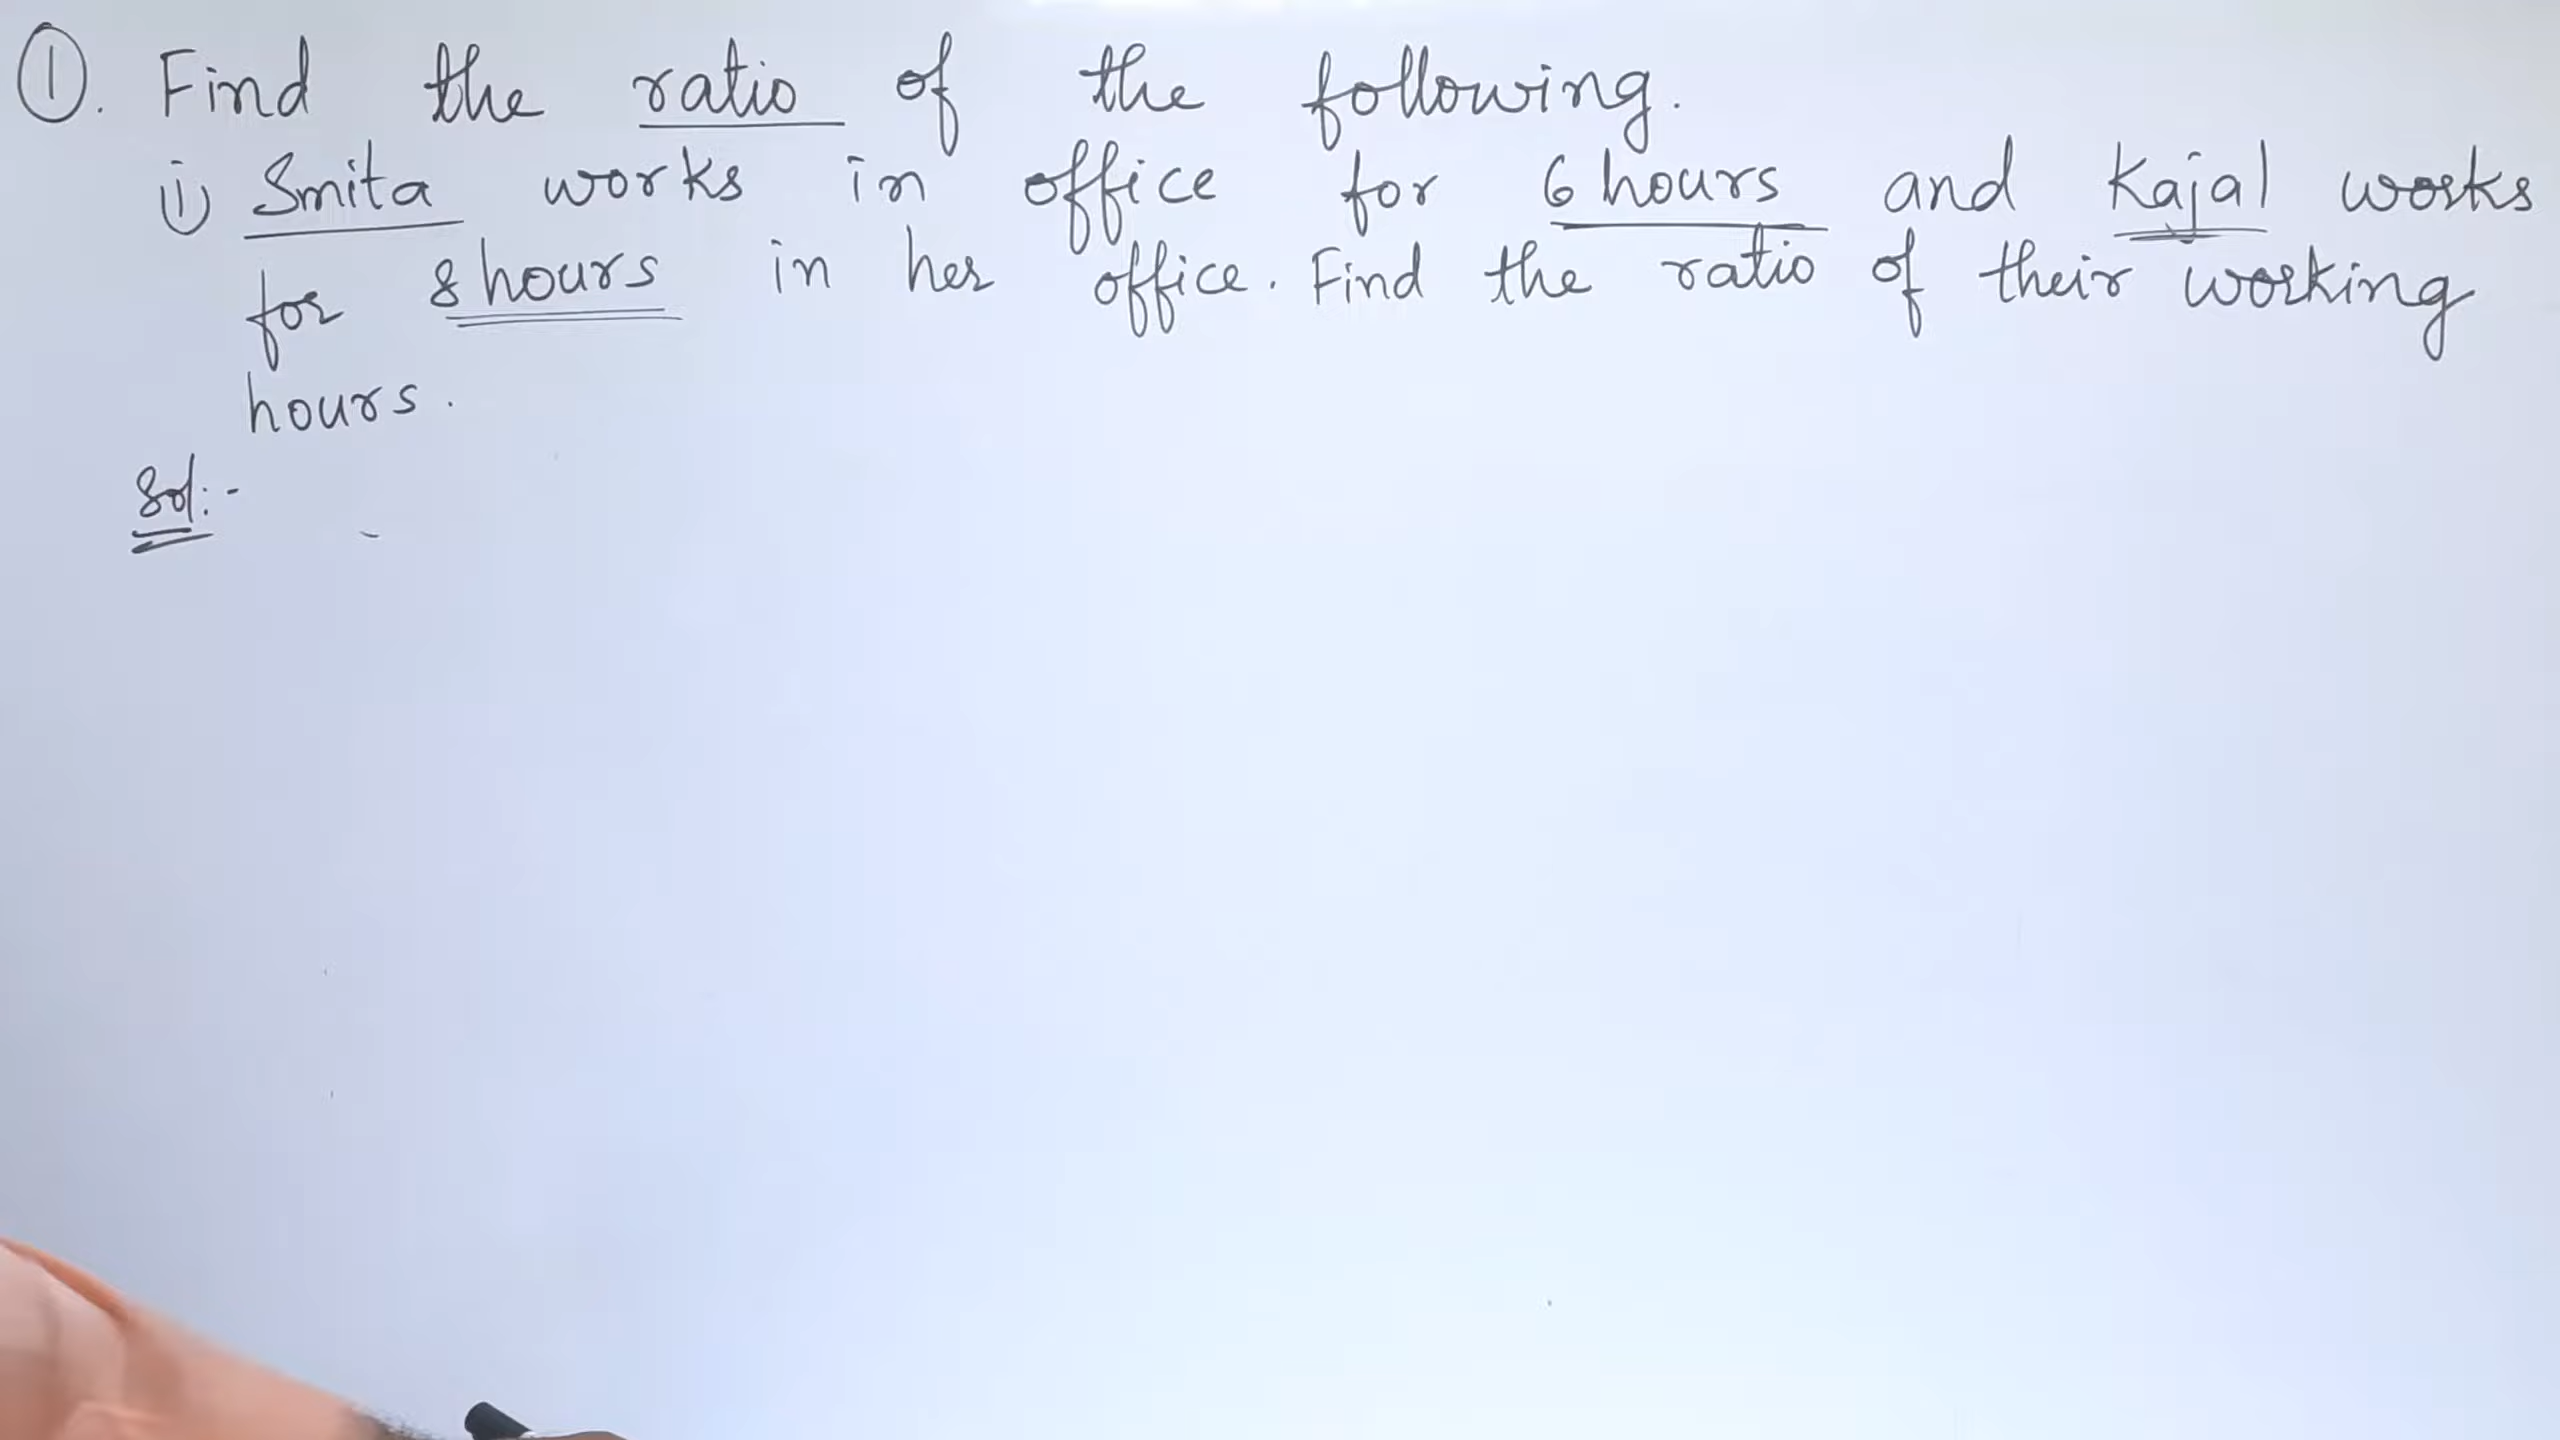 1. Find the ratio of the following.
i) Smita works in office for 6 hours and Kajal works
for 8 hours in her office. Find the ratio of their working
hours.
Sol:-